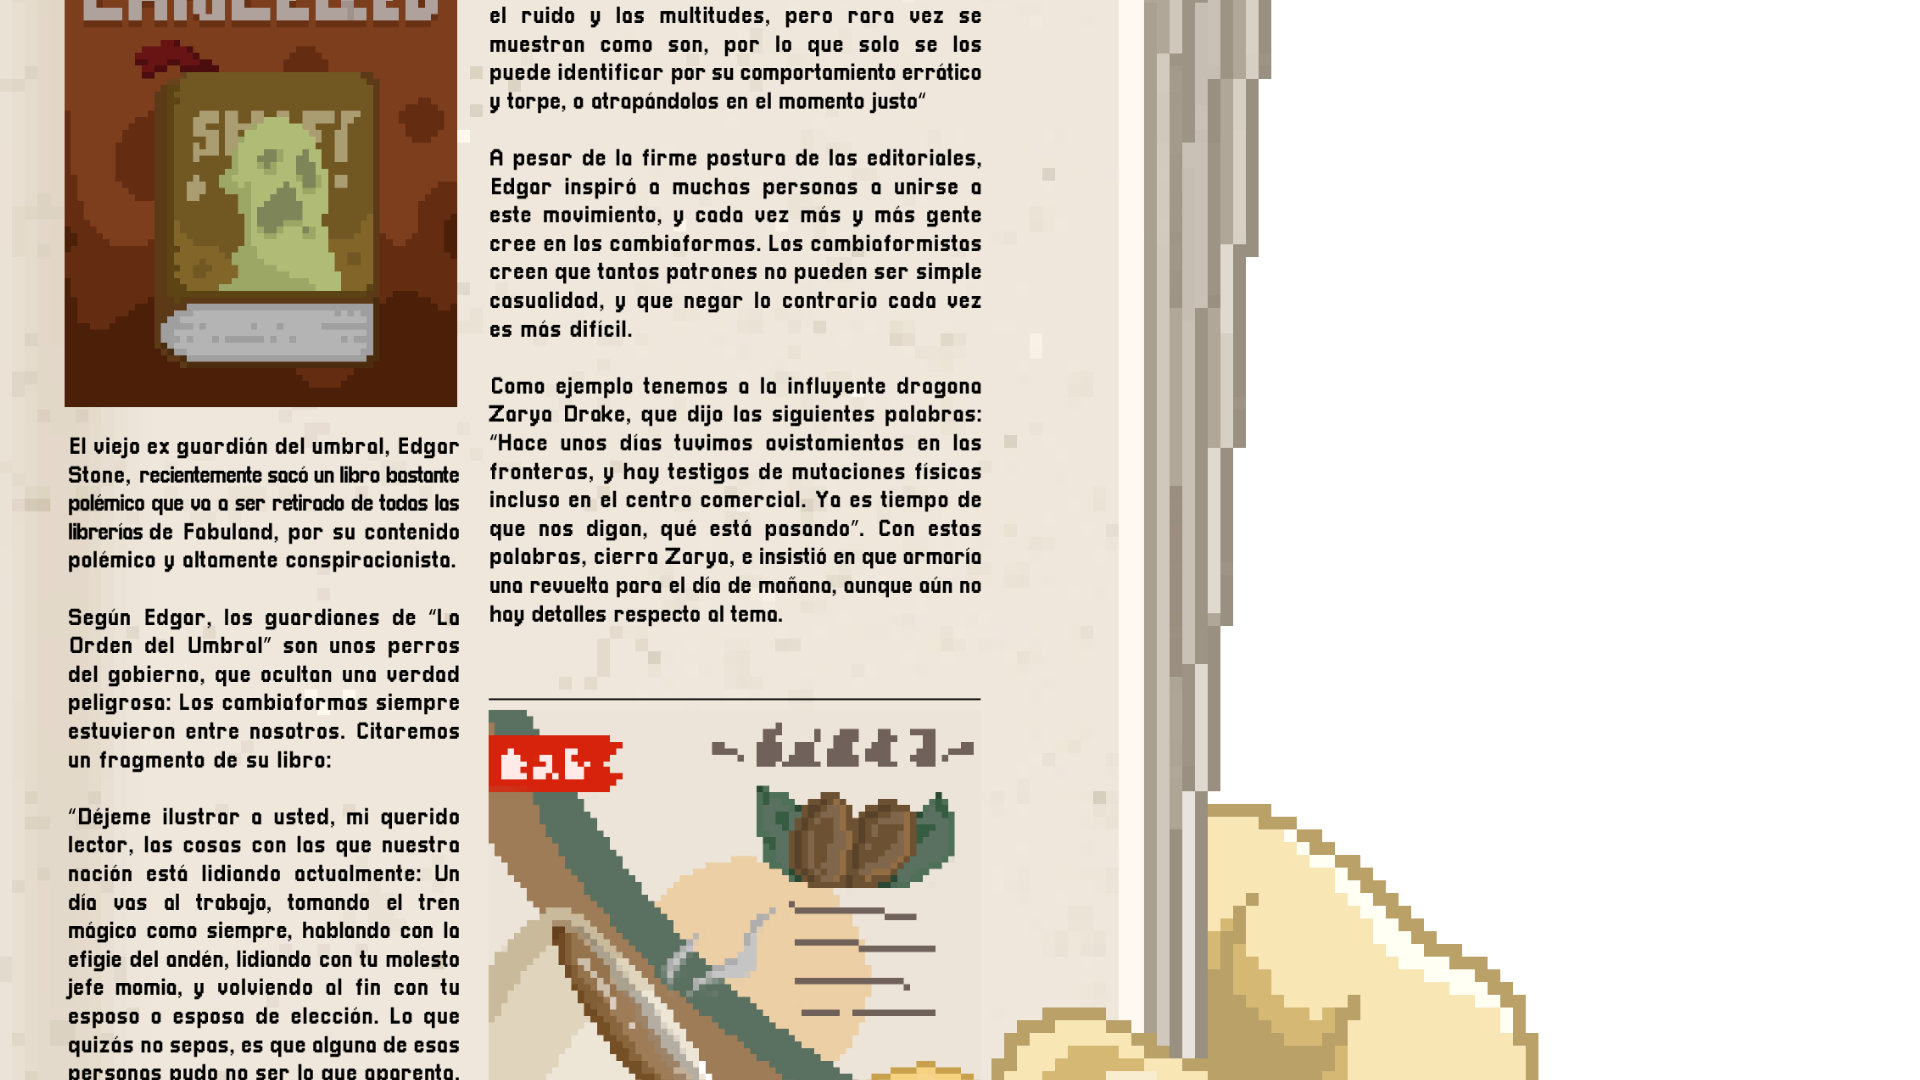 CANCELLED
El viejo ex guardián del umbral, Edgar
Stone, recientemente sacó un libro bastante
polémico que va a ser retirado de todas las
librerías de Fabuland, por su contenido
polémico y altamente conspiracionista.
Según Edgar, los guardianes de “La
Orden del Umbral” son unos perros
del gobierno, que ocultan una verdad
peligrosa: Los cambiaformas siempre
estuvieron entre nosotros. Citaremos
un fragmento de su libro:
“Déjeme ilustrar a usted, mi querido
lector, las cosas con las que nuestra
nación está lidiando actualmente: Un
día vas al trabajo, tomando el tren
mágico como siempre, hablando con la
efigie del andén, lidiando con tu molesto
jefe momia, y volviendo al fin con tu
esposo o esposa de elección. Lo que
quizás no sepas, es que alguna de esas
personas pudo no ser lo que aparenta.
el ruido y las multitudes, pero rara vez se
muestran como son, por lo que solo se los
puede identificar por su comportamiento errático
y torpe, o atrapándolos en el momento justo“
A pesar de la firme postura de las editoriales,
Edgar inspiró a muchas personas a unirse a
este movimiento, y cada vez más y más gente
cree en los cambiaformas. Los cambiaformistas
creen que tantos patrones no pueden ser simple
casualidad, y que negar lo contrario cada vez
es más difícil.
Como ejemplo tenemos a la influyente dragona
Zarya Drake, que dijo las siguientes palabras:
“Hace unos días tuvimos avistamientos en las
fronteras, y hay testigos de mutaciones físicas
incluso en el centro comercial. Ya es tiempo de
que nos digan, qué está pasando”. Con estas
palabras, cierra Zarya, e insistió en que armaría
una revuelta para el día de mañana, aunque aún no
hay detalles respecto al tema.